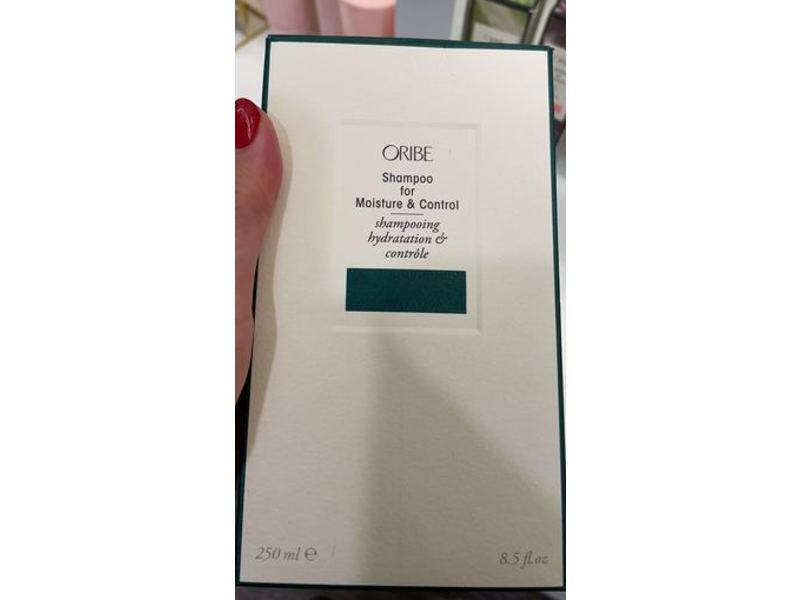 ORIBE
Shampoo
for
Moisture & Control
shampooing
hydratation &
contrôle
250 ml ℮
8.5 fl.oz